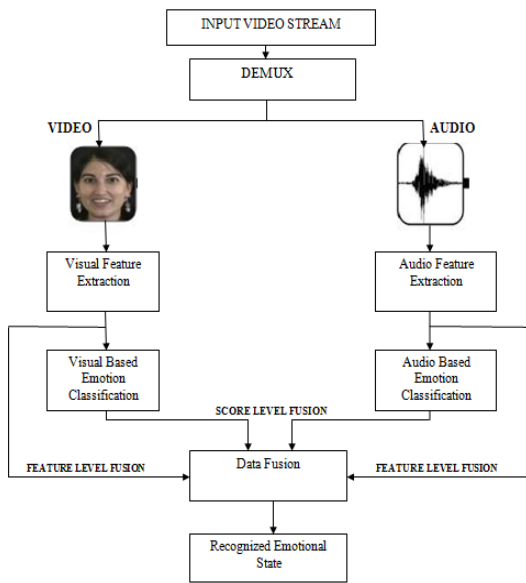 INPUT VIDEO STREAM
DEMUX
VIDEO
AUDIO
Visual Feature
Extraction
Audio Feature
Extraction
Visual Based
Emotion
Classification
Audio Based
Emotion
Classification
SCORE LEVEL FUSION
FEATURE LEVEL FUSION
Data Fusion
FEATURE LEVEL FUSION
Recognized Emotional
State